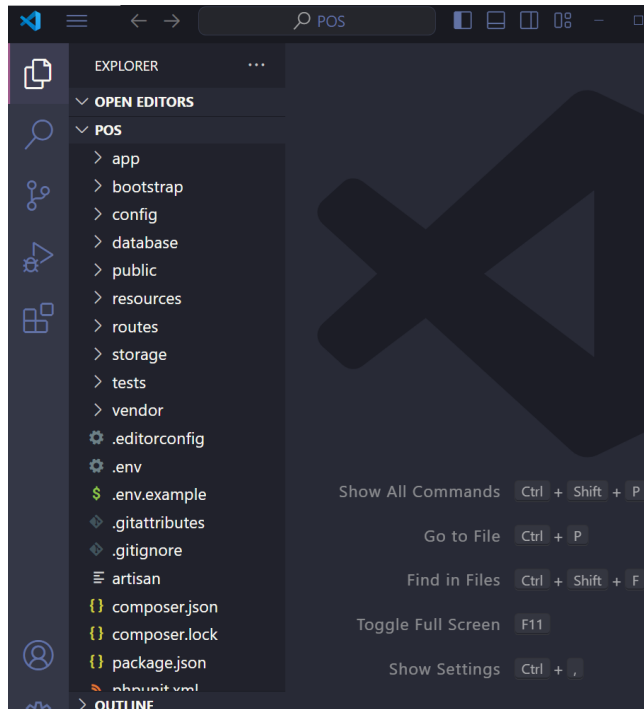 POS
EXPLORER
OPEN EDITORS
POS
app
bootstrap
config
database
public
resources
routes
storage
tests
vendor
.editorconfig
.env
.env.example
.gitattributes
.gitignore
artisan
composer.json
composer.lock
package.json
phpunit.xml
OUTLINE
Show All Commands Ctrl + Shift + P
Go to File Ctrl + P
Find in Files Ctrl + Shift + F
Toggle Full Screen F11
Show Settings Ctrl + ,